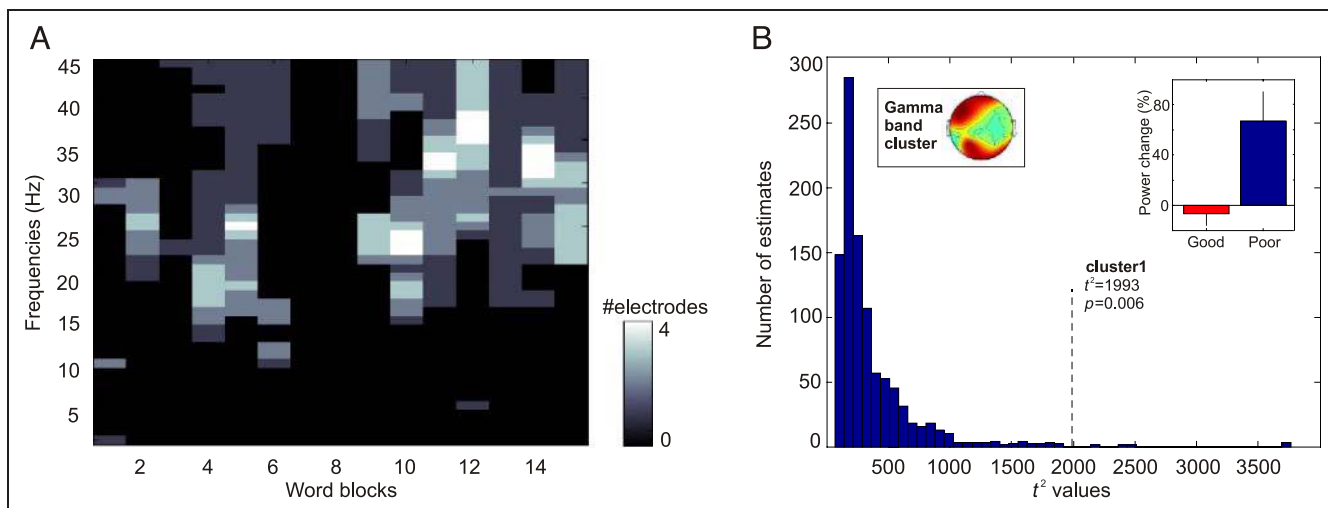 A
45
40
35
30
25
20
15
10
5
Frequencies (Hz)
2 4 6 8 10 12 14
Word blocks
#electrodes
4
0
B
300
250
200
150
100
50
0
Number of estimates
500 1000 1500 2000 2500 3000 3500
t² values
Gamma
band
cluster
cluster1
t²=1993
p=0.006
80
40
0
Power change (%)
Good Poor